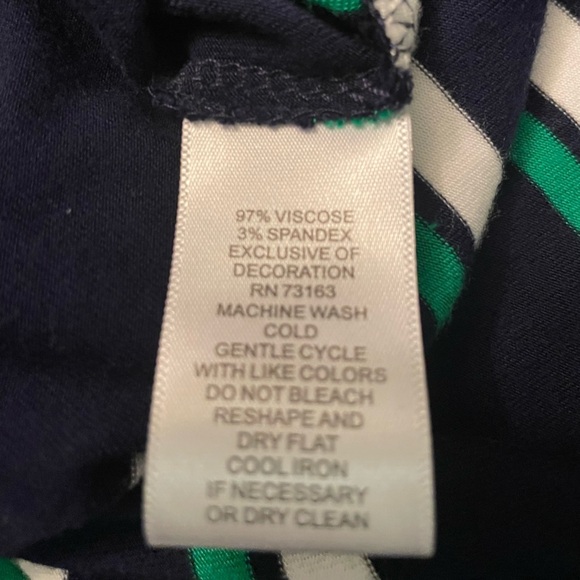 97% VISCOSE
3% SPANDEX
EXCLUSIVE OF
DECORATION
RN 73163
MACHINE WASH
COLD
GENTLE CYCLE
WITH LIKE COLORS
DO NOT BLEACH
RESHAPE AND
DRY FLAT
COOL IRON
IF NECESSARY
OR DRY CLEAN